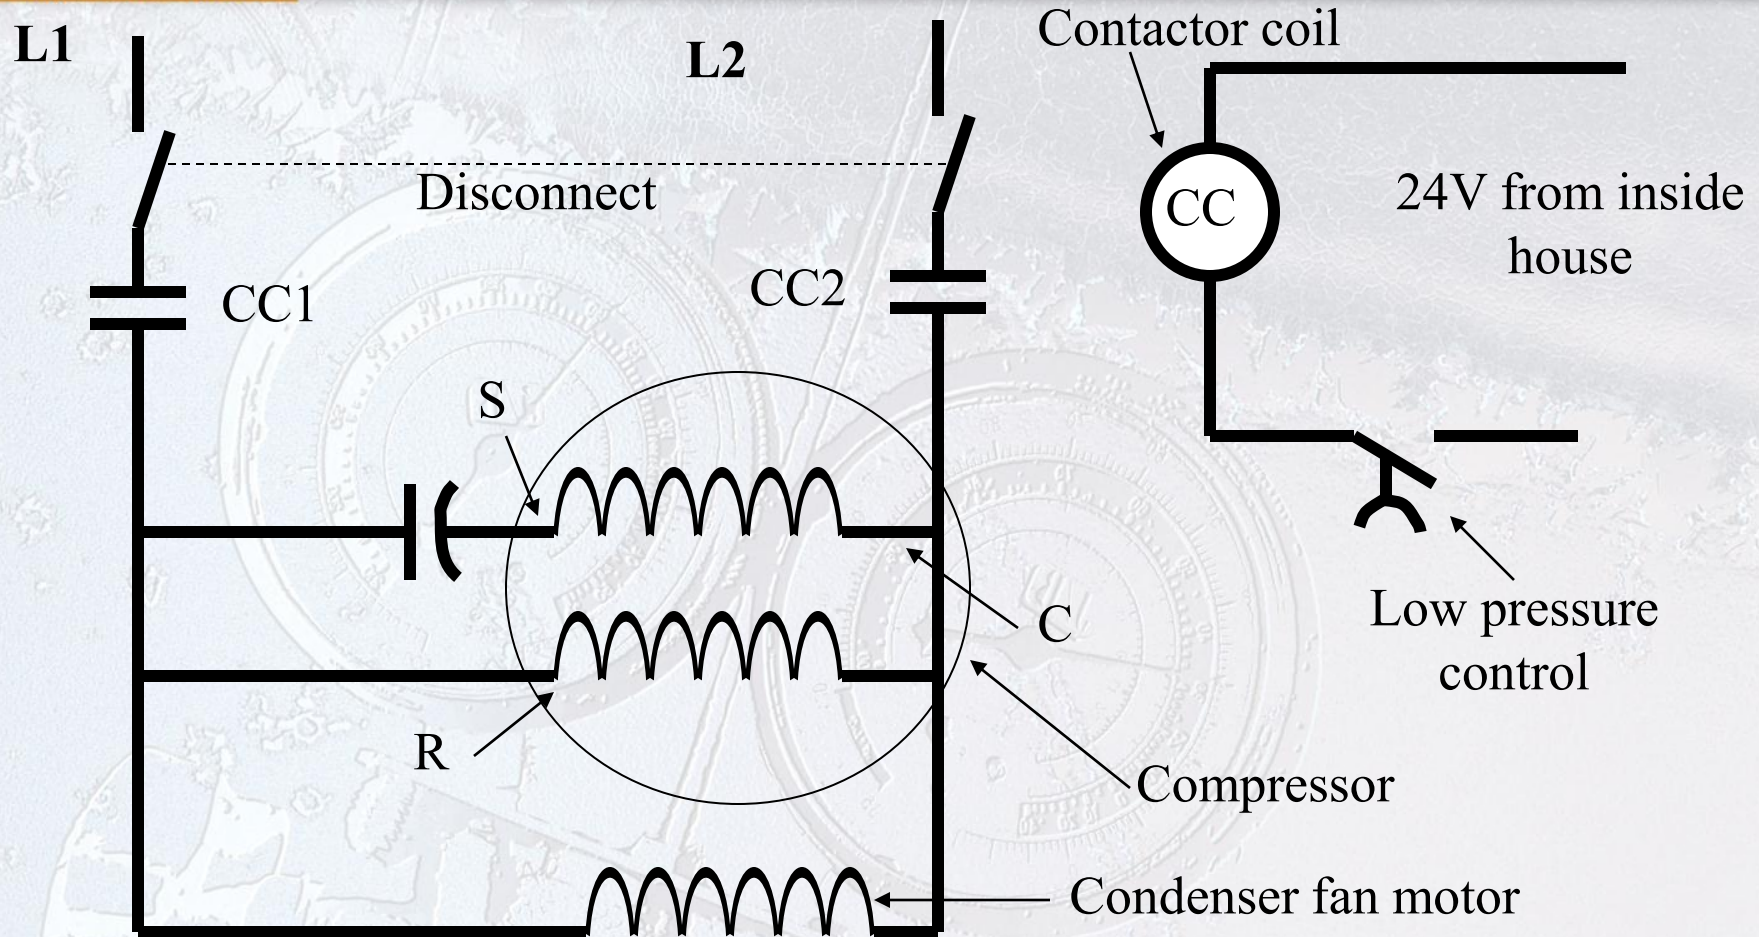 L1
L2
Contactor coil
Disconnect
CC
24V from inside
house
CC1
CC2
S
C
Low pressure
control
R
Compressor
Condenser fan motor